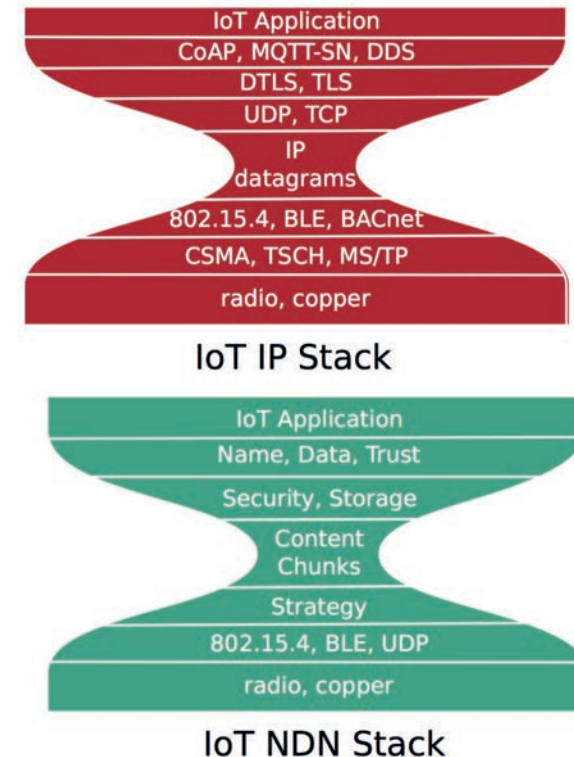 IoT Application
CoAP, MQTT-SN, DDS
DTLS, TLS
UDP, TCP
IP
datagrams
802.15.4, BLE, BACnet
CSMA, TSCH, MS/TP
radio, copper
IoT IP Stack
IoT Application
Name, Data, Trust
Security, Storage
Content
Chunks
Strategy
802.15.4, BLE, UDP
radio, copper
IoT NDN Stack